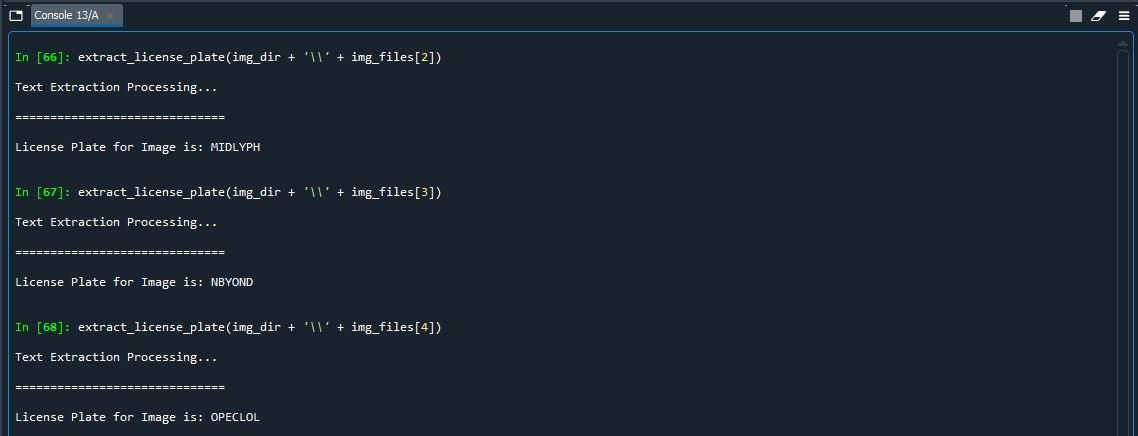 Console 13/A
In [66]: extract_license_plate(img_dir + '\\' + img_files[2])
Text Extraction Processing...
==============================
License Plate for Image is: MIDLYPH
In [67]: extract_license_plate(img_dir + '\\' + img_files[3])
Text Extraction Processing...
==============================
License Plate for Image is: NBYOND
In [68]: extract_license_plate(img_dir + '\\' + img_files[4])
Text Extraction Processing...
==============================
License Plate for Image is: OPECLOL